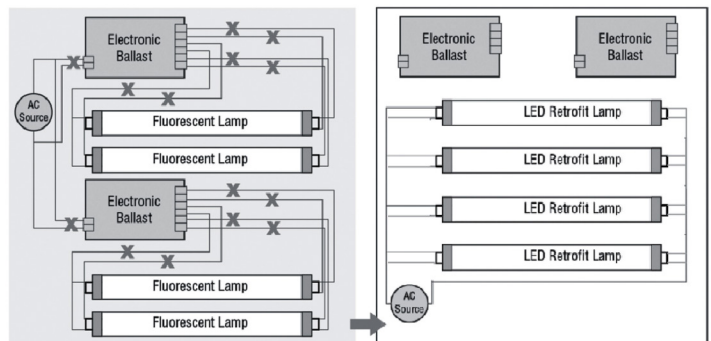 Electronic
Ballast
AC
Source
Fluorescent Lamp
Fluorescent Lamp
Electronic
Ballast
Fluorescent Lamp
Fluorescent Lamp
Electronic
Ballast
Electronic
Ballast
LED Retrofit Lamp
LED Retrofit Lamp
LED Retrofit Lamp
LED Retrofit Lamp
AC
Source